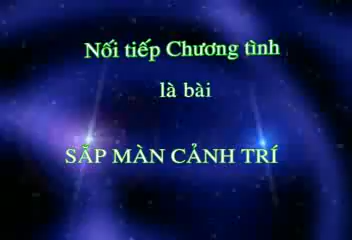 Nối tiếp Chương tình
là bài
SẮP MÀN CẢNH TRÍ